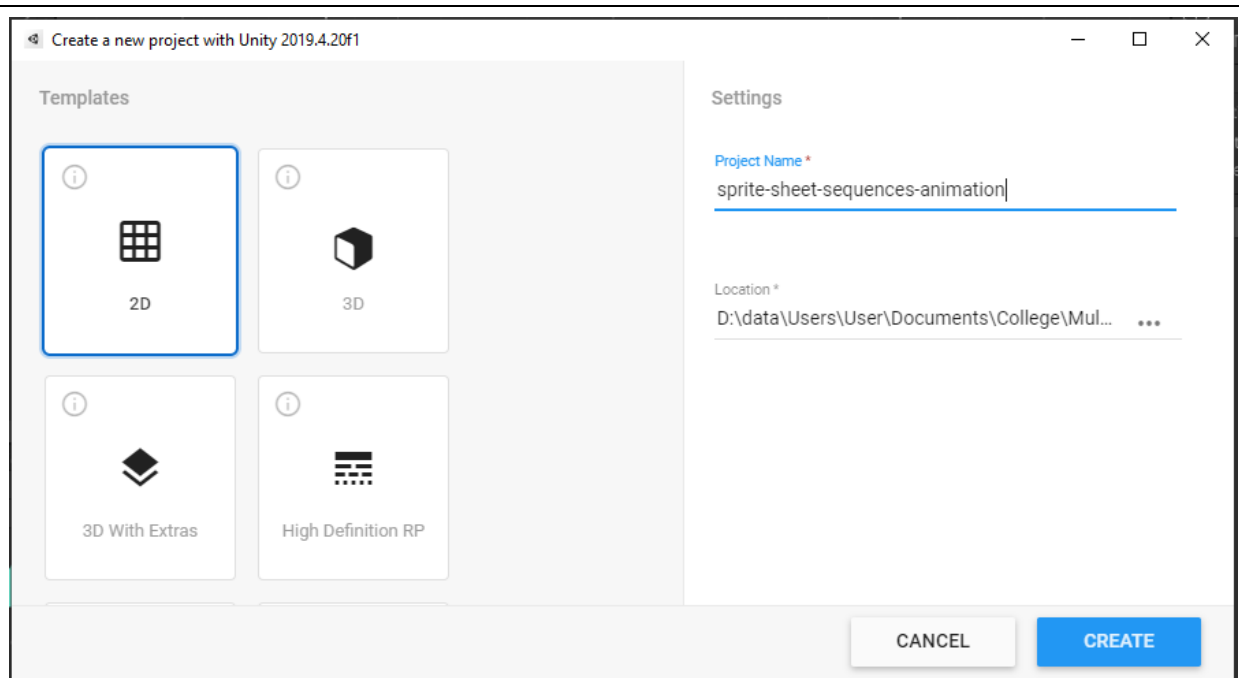 Create a new project with Unity 2019.4.20f1
Templates
Settings
2D
3D
3D With Extras
High Definition RP
Project Name *
sprite-sheet-sequences-animation
Location *
D:\data\Users\User\Documents\College\Mul... •••
CANCEL
CREATE